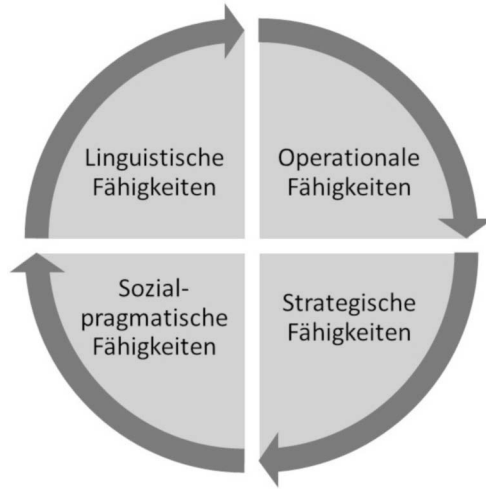 Linguistische
Fähigkeiten
Operationale
Fähigkeiten
Sozial-
pragmatische
Fähigkeiten
Strategische
Fähigkeiten